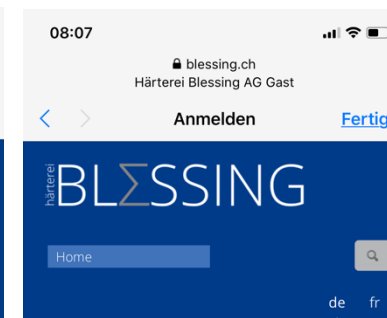 08:07
blessing.ch
Härterei Blessing AG Gast
Anmelden
Fertig
härterei
BLΣSSING
Home
de fr